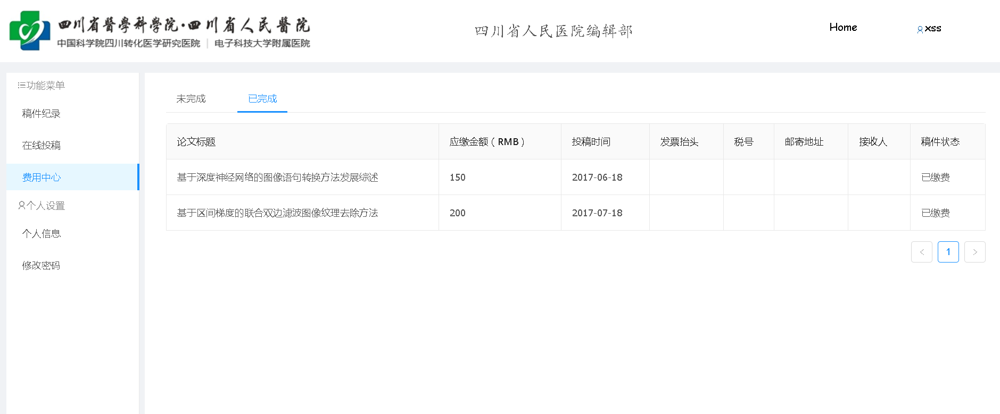 四川省醫學科学院·四川省人民醫院
中国科学院四川转化医学研究医院 | 电子科技大学附属医院
四川省人民医院编辑部
Home
xss
功能菜单
稿件纪录
在线投稿
费用中心
个人设置
个人信息
修改密码
未完成 已完成
论文标题 应缴金额（RMB） 投稿时间 发票抬头 税号 邮寄地址 接收人 稿件状态
基于深度神经网络的图像语句转换方法发展综述 150 2017-06-18 已缴费
基于区间梯度的联合双边滤波图像纹理去除方法 200 2017-07-18 已缴费
< 1 >